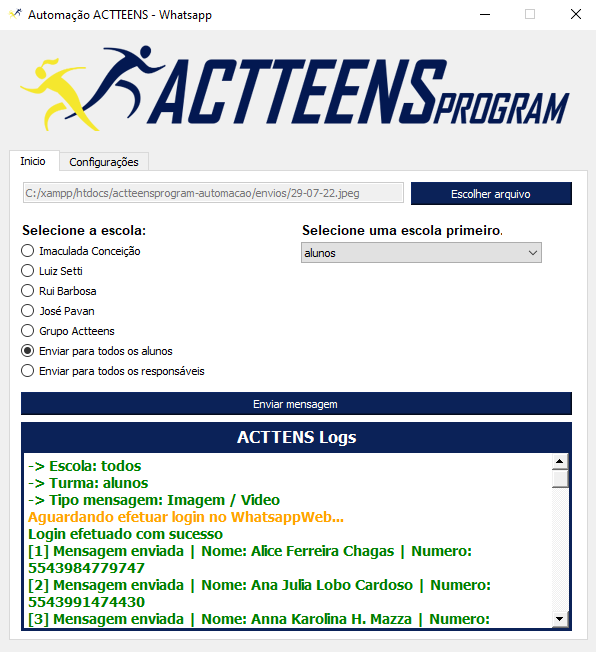 Automação ACTTEENS - Whatsapp
ACTTEENS PROGRAM
Inicio Configurações
C:/xampp/htdocs/actteensprogram-automacao/envios/29-07-22.jpeg Escolher arquivo
Selecione a escola: Selecione uma escola primeiro.
Imaculada Conceição alunos
Luiz Setti
Rui Barbosa
José Pavan
Grupo Actteens
Enviar para todos os alunos
Enviar para todos os responsáveis
Enviar mensagem
ACTTENS Logs
-> Escola: todos
-> Turma: alunos
-> Tipo mensagem: Imagem / Video
Aguardando efetuar login no WhatsappWeb...
Login efetuado com sucesso
[1] Mensagem enviada | Nome: Alice Ferreira Chagas | Numero:
5543984779747
[2] Mensagem enviada | Nome: Ana Julia Lobo Cardoso | Numero:
5543991474430
[3] Mensagem enviada | Nome: Anna Karolina H. Mazza | Numero: